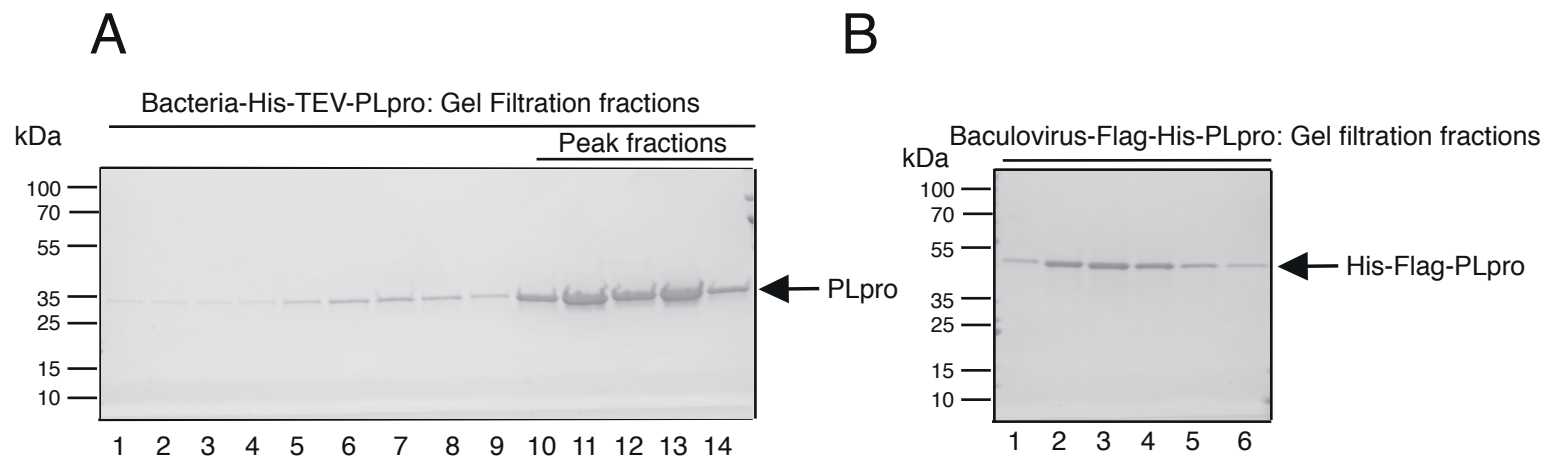 A
Bacteria-His-TEV-PLpro: Gel Filtration fractions
kDa
Peak fractions
100
70
55
35
25
15
10
PLpro
1 2 3 4 5 6 7 8 9 10 11 12 13 14
B
Baculovirus-Flag-His-PLpro: Gel filtration fractions
kDa
100
70
55
35
25
15
10
His-Flag-PLpro
1 2 3 4 5 6